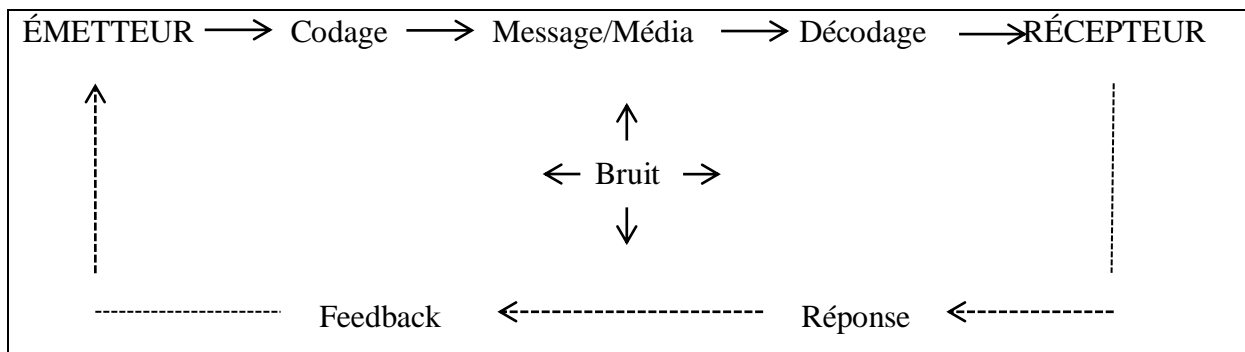 ÉMETTEUR Codage Message/Média Décodage RÉCEPTEUR
Bruit
Feedback Réponse